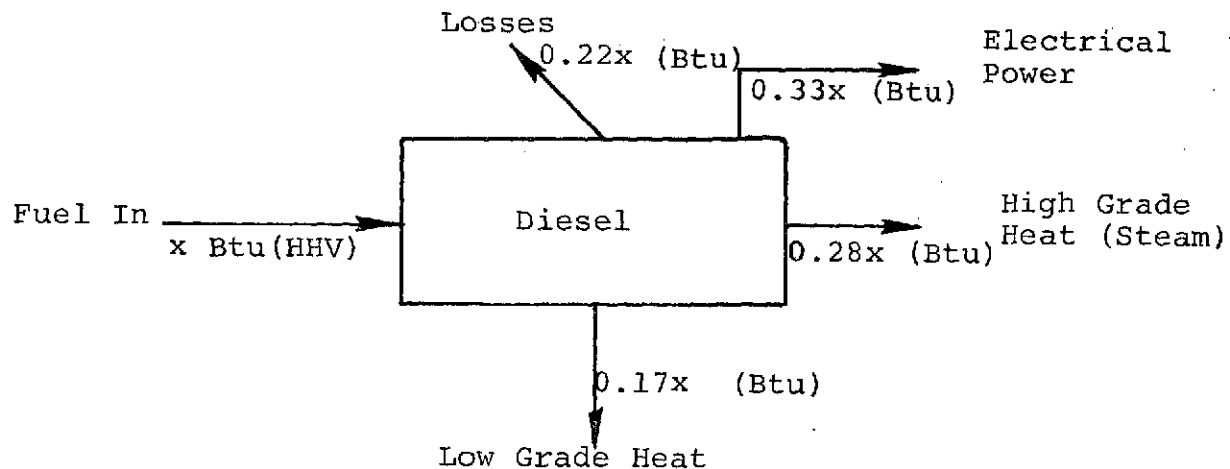 Losses
0.22x (Btu)
Electrical
Power
0.33x (Btu)
Fuel In
x Btu(HHV)
Diesel
High Grade
Heat (Steam)
0.28x (Btu)
0.17x (Btu)
Low Grade Heat